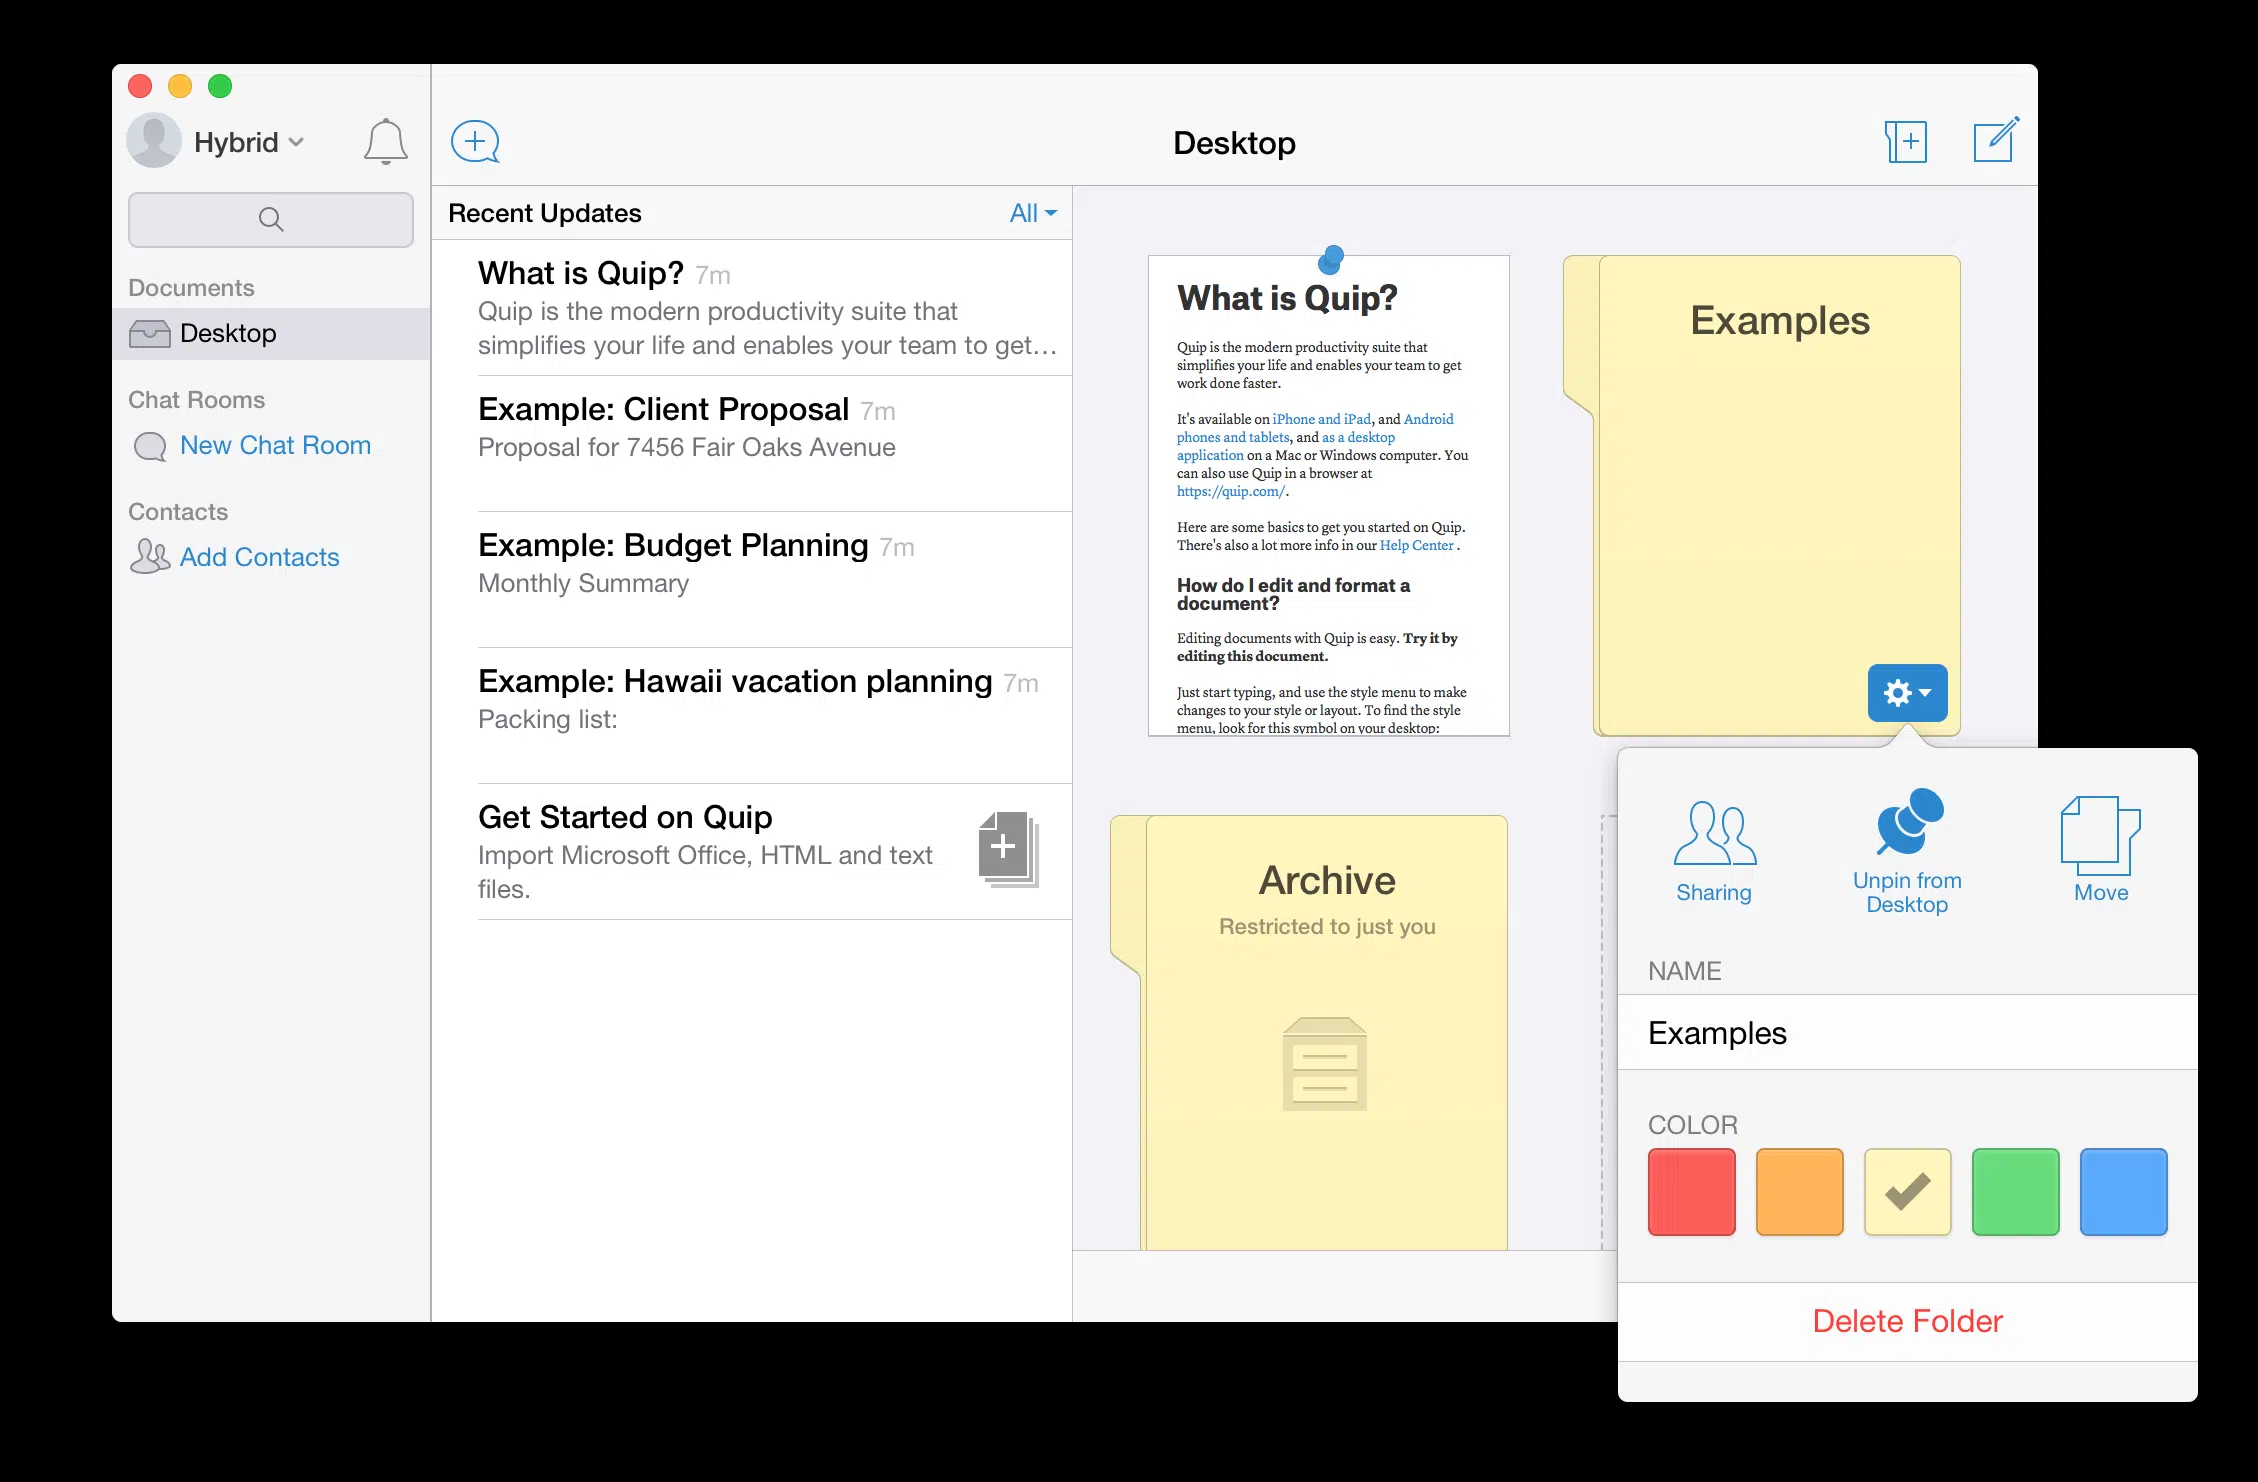 Hybrid
Desktop
Documents
Desktop
Chat Rooms
New Chat Room
Contacts
Add Contacts
Recent Updates
All
What is Quip? 7m
Quip is the modern productivity suite that
simplifies your life and enables your team to get…
Example: Client Proposal 7m
Proposal for 7456 Fair Oaks Avenue
Example: Budget Planning 7m
Monthly Summary
Example: Hawaii vacation planning 7m
Packing list:
Get Started on Quip
Import Microsoft Office, HTML and text
files.
What is Quip?
Quip is the modern productivity suite that
simplifies your life and enables your team to get
work done faster.
It's available on iPhone and iPad, and Android
phones and tablets, and as a desktop
application on a Mac or Windows computer. You
can also use Quip in a browser at
https://quip.com/.
Here are some basics to get you started on Quip.
There's also a lot more info in our Help Center .
How do I edit and format a
document?
Editing documents with Quip is easy. Try it by
editing this document.
Just start typing, and use the style menu to make
changes to your style or layout. To find the style
menu, look for this symbol on your desktop:
Examples
Archive
Restricted to just you
Sharing
Unpin from
Desktop
Move
NAME
Examples
COLOR
Delete Folder